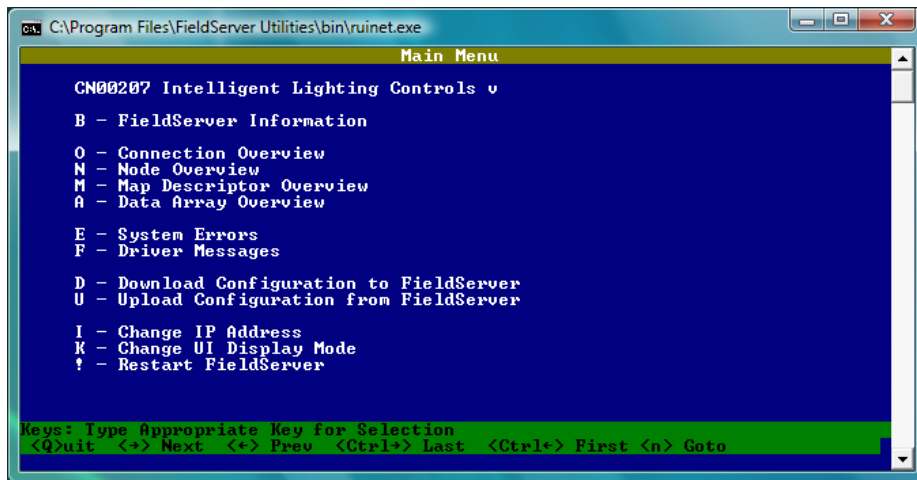 C:\Program Files\FieldServer Utilities\bin\ruinet.exe
Main Menu
CN00207 Intelligent Lighting Controls v
B - FieldServer Information
O - Connection Overview
N - Node Overview
M - Map Descriptor Overview
A - Data Array Overview
E - System Errors
F - Driver Messages
D - Download Configuration to FieldServer
U - Upload Configuration from FieldServer
I - Change IP Address
K - Change UI Display Mode
! - Restart FieldServer
Keys: Type Appropriate Key for Selection
<Q>uit <→> Next <←> Prev <Ctrl→> Last <Ctrl←> First <n> Goto